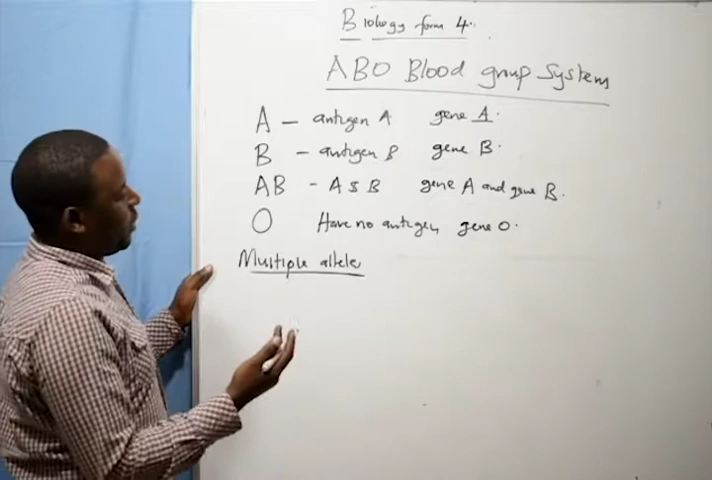 Biology form 4.
ABO Blood group System
A - antigen A gene A.
B - antigen B gene B.
AB - A & B gene A and gene B.
O Have no antigen, gene O.
Multiple allele